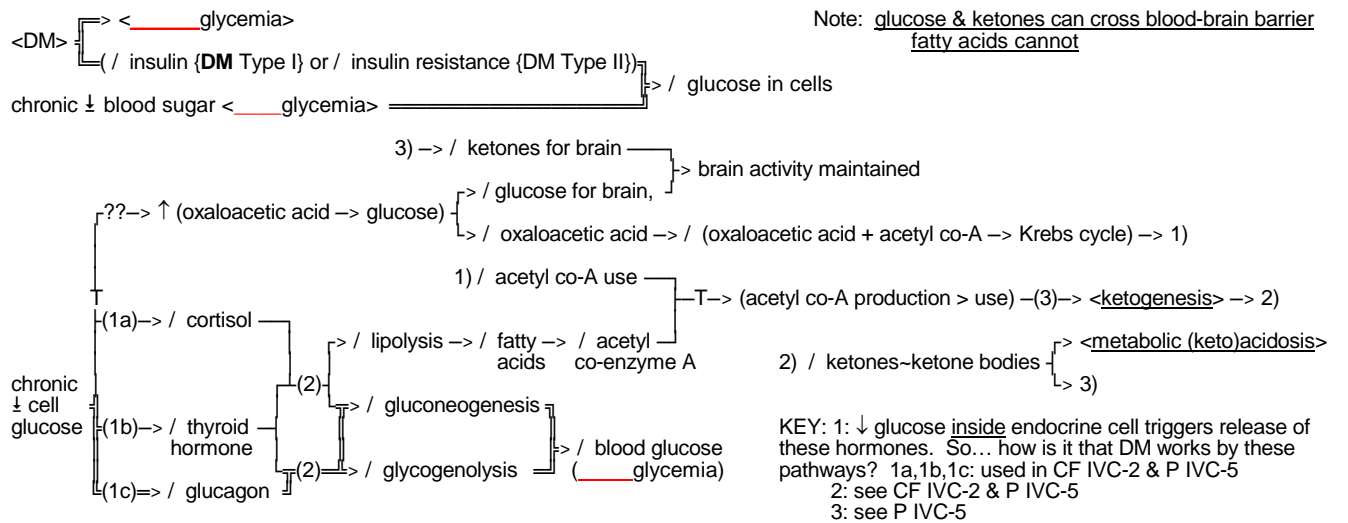 => <______glycemia>
Note: glucose & ketones can cross blood-brain barrier
<DM>
fatty acids cannot
( / insulin {DM Type I} or / insulin resistance {DM Type II})
> / glucose in cells
chronic ↓ blood sugar <____glycemia>
3) –> / ketones for brain
> brain activity maintained
> / glucose for brain,
??–> ↑ (oxaloacetic acid –> glucose)
> / oxaloacetic acid –> / (oxaloacetic acid + acetyl co-A –> Krebs cycle) –> 1)
1) / acetyl co-A use
T
–T–> (acetyl co-A production > use) –(3)–> <ketogenesis> –> 2)
(1a)–> / cortisol
> / lipolysis –> / fatty –> / acetyl
acids co-enzyme A
> <metabolic (keto)acidosis>
2) / ketones~ketone bodies
> 3)
chronic
↓ cell
glucose
(2)
=> / gluconeogenesis
(1b)–> / thyroid
hormone
> / blood glucose
(_____glycemia)
(2)
=> / glycogenolysis
(1c)=> / glucagon
KEY: 1: ↓ glucose inside endocrine cell triggers release of
these hormones. So… how is it that DM works by these
pathways? 1a,1b,1c: used in CF IVC-2 & P IVC-5
2: see CF IVC-2 & P IVC-5
3: see P IVC-5